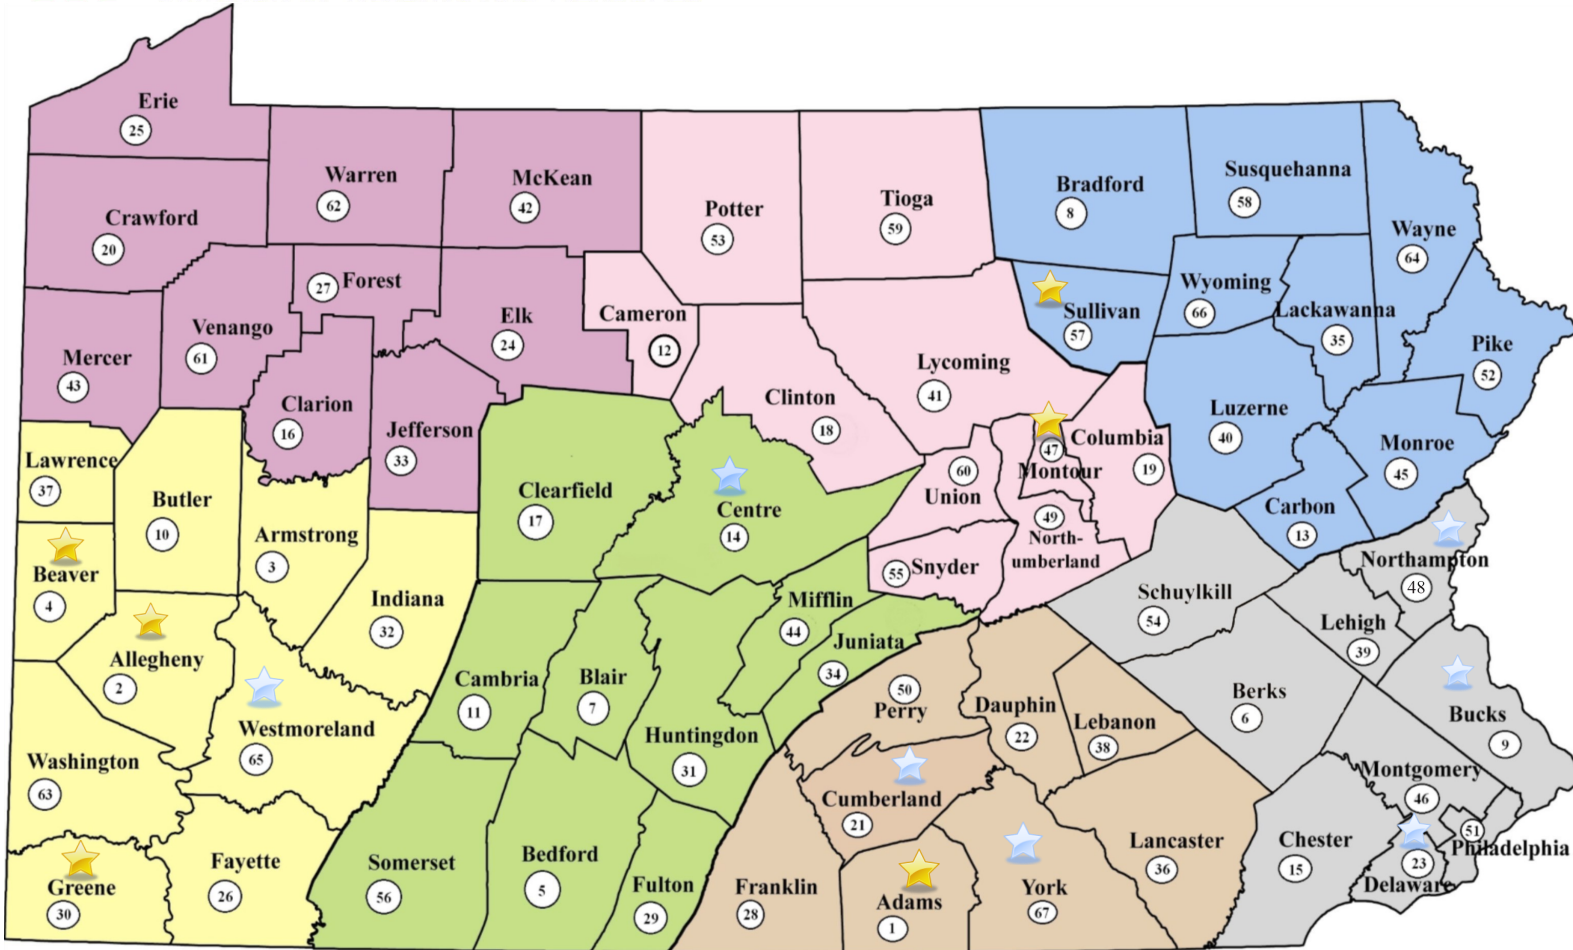 Erie
25
Crawford
20
Warren
62
McKean
42
Potter
53
Tioga
59
Bradford
8
Susquehanna
58
Wayne
64
Mercer
43
Venango
61
27 Forest
Elk
24
Cameron
12
Clarion
16
Jefferson
33
Clinton
18
Lycoming
41
Sullivan
57
Wyoming
66
Lackawanna
35
Pike
52
Luzerne
40
Monroe
45
Carbon
13
Columbia
19
47
Montour
60
Union
49
North-
umberland
55 Snyder
Lawrence
37
Butler
10
Armstrong
3
Beaver
4
Indiana
32
Allegheny
2
Westmoreland
65
Washington
63
Greene
30
Fayette
26
Clearfield
17
Centre
14
Mifflin
44
Juniata
34
Cambria
11
Blair
7
Huntingdon
31
Somerset
56
Bedford
5
Fulton
29
50
Perry
Dauphin
22
Lebanon
38
Cumberland
21
Franklin
28
Adams
1
York
67
Lancaster
36
Schuylkill
54
Northampton
48
Lehigh
39
Berks
6
Bucks
9
Montgomery
46
51
Philadelphia
Chester
15
23
Delaware